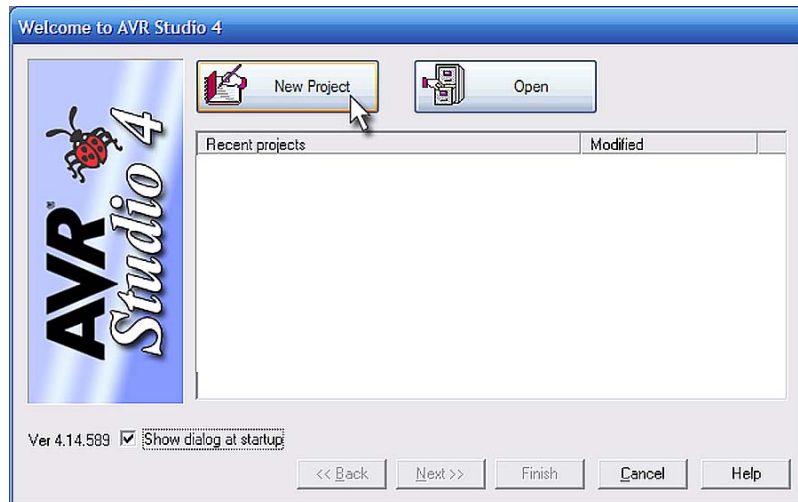 Welcome to AVR Studio 4
New Project
Open
Recent projects
Modified
AVR
Studio 4
Ver 4.14.589
Show dialog at startup
<< Back
Next >>
Finish
Cancel
Help